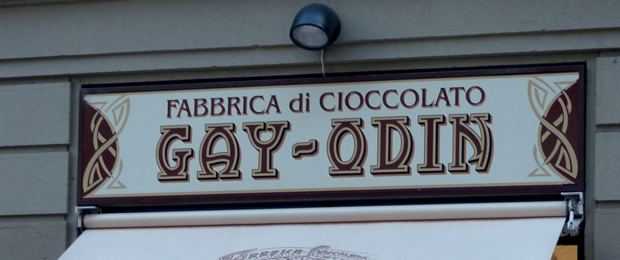 FABBRICA di CIOCCOLATO
GAY-ODIN